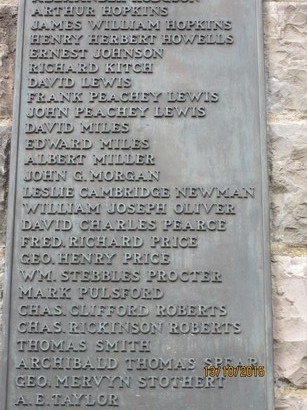 ARTHUR HOPKINS
JAMES WILLIAM HOPKINS
HENRY HERBERT HOWELLS
ERNEST JOHNSON
RICHARD KITCH
DAVID LEWIS
FRANK PEACHEY LEWIS
JOHN PEACHEY LEWIS
DAVID MILES
EDWARD MILES
ALBERT MILLER
JOHN G. MORGAN
LESLIE CAMBRIDGE NEWMAN
WILLIAM JOSEPH OLIVER
DAVID CHARLES PEARCE
FRED. RICHARD PRICE
GEO. HENRY PRICE
WM. STEBBLES PROCTER
MARK PULSFORD
CHAS. CLIFFORD ROBERTS
CHAS. RICKINSON ROBERTS
THOMAS SMITH
ARCHIBALD THOMAS SPEAR
GEO. MERVYN STOTHERT
A. E. TAYLOR
13/10/2015